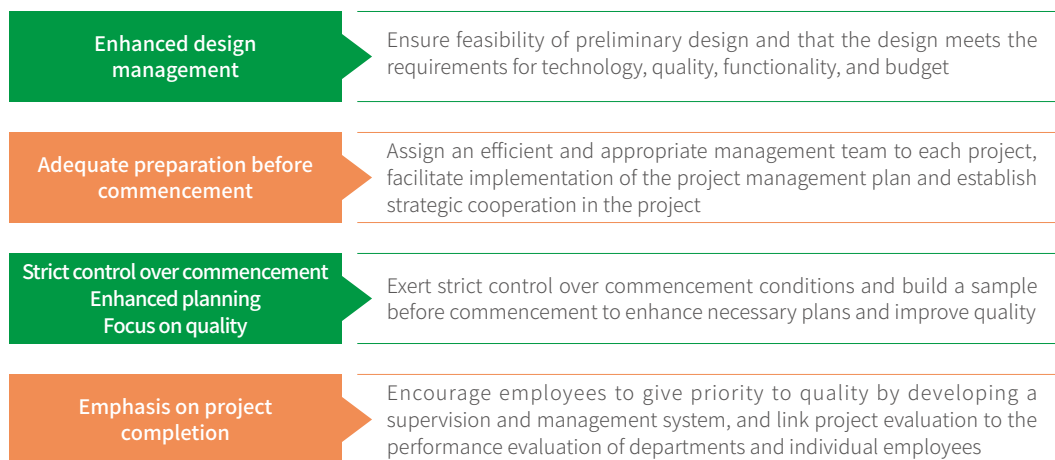 Enhanced design
management
Ensure feasibility of preliminary design and that the design meets the
requirements for technology, quality, functionality, and budget
Adequate preparation before
commencement
Assign an efficient and appropriate management team to each project,
facilitate implementation of the project management plan and establish
strategic cooperation in the project
Strict control over commencement
Enhanced planning
Focus on quality
Exert strict control over commencement conditions and build a sample
before commencement to enhance necessary plans and improve quality
Emphasis on project
completion
Encourage employees to give priority to quality by developing a
supervision and management system, and link project evaluation to the
performance evaluation of departments and individual employees